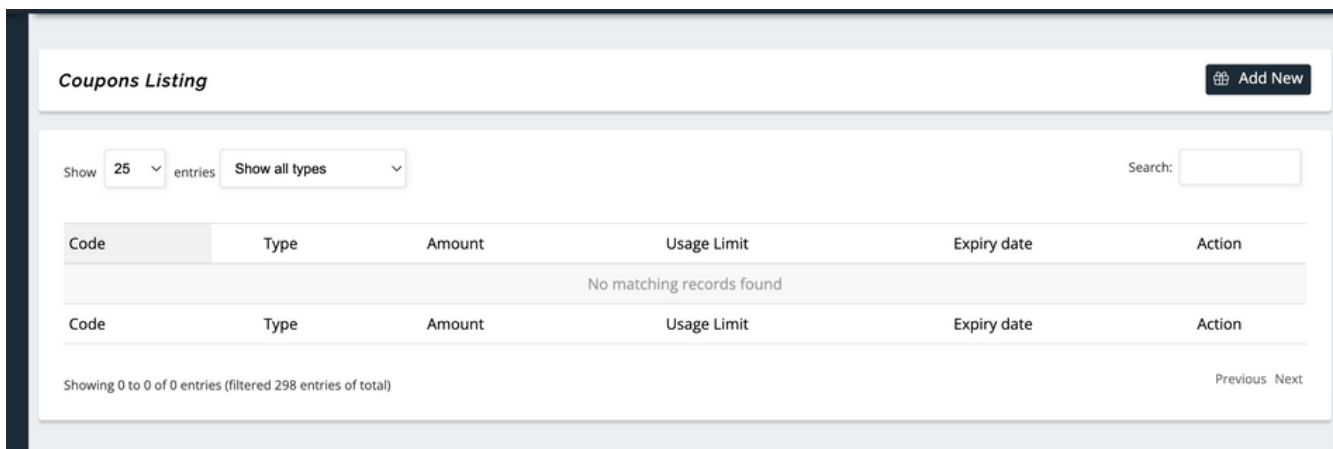 Coupons Listing
Add New
Show 25 entries Show all types
Search:
Code Type Amount Usage Limit Expiry date Action
No matching records found
Code Type Amount Usage Limit Expiry date Action
Showing 0 to 0 of 0 entries (filtered 298 entries of total)
Previous Next